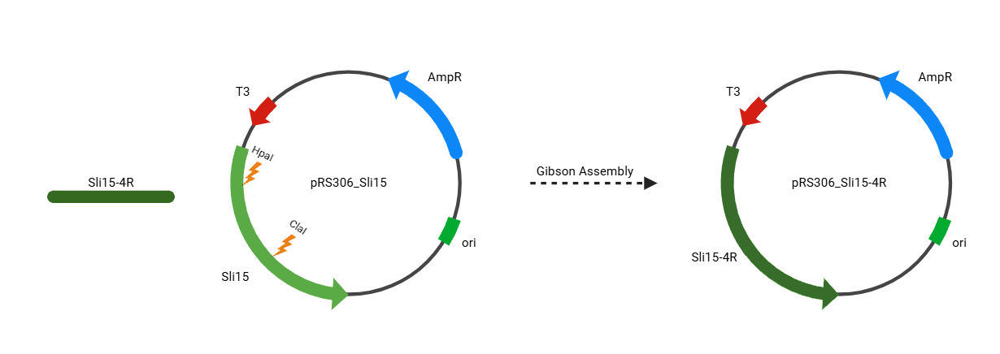 Sli15-4R
T3
AmpR
HpaI
pRS306_Sli15
ClaI
ori
Sli15
Gibson Assembly
T3
AmpR
pRS306_Sli15-4R
ori
Sli15-4R